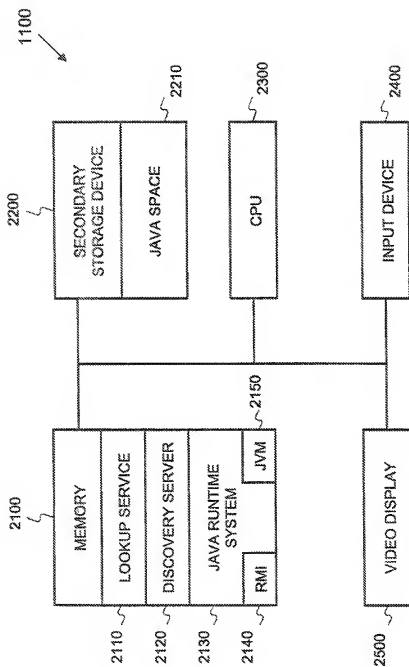 1100
2100
MEMORY
2110
LOOKUP SERVICE
2120
DISCOVERY SERVER
2130
JAVA RUNTIME
SYSTEM
2140
RMI
JVM
2150
2200
SECONDARY
STORAGE DEVICE
JAVA SPACE
2210
CPU
2300
VIDEO DISPLAY
2500
INPUT DEVICE
2400